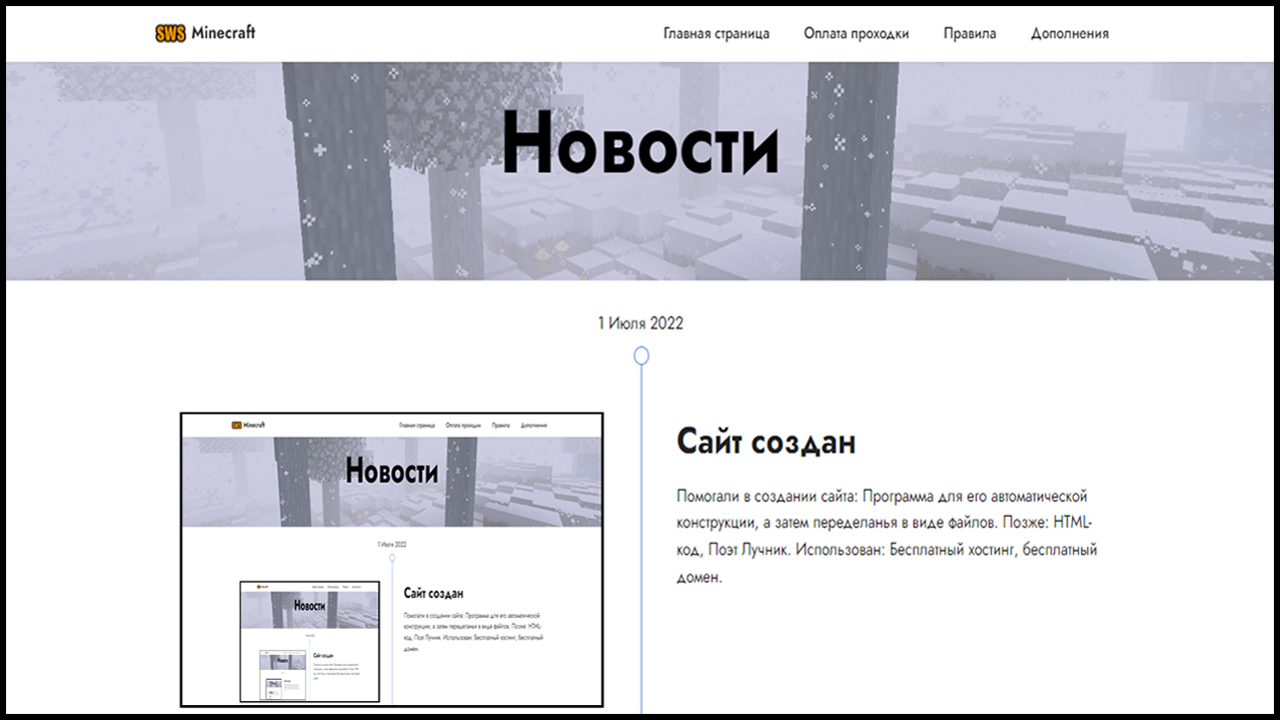 SWS Minecraft
Главная страница Оплата проходки Правила Дополнения
Новости
1 Июля 2022
Сайт создан
Помогали в создании сайта: Программа для его автоматической
конструкции, а затем переделанья в виде файлов. Позже: HTML-
код, Поэт Лучник. Использован: Бесплатный хостинг, бесплатный
домен.
Minecraft
Главная страница Оплата проходки Правила Дополнения
Новости
1 Июля 2022
Сайт создан
Помогали в создании сайта: Программа для его автоматической
конструкции, а затем переделанья в виде файлов. Позже: HTML-
код, Поэт Лучник. Использован: Бесплатный хостинг, бесплатный
домен.
Новости
Сайт создан
Новости